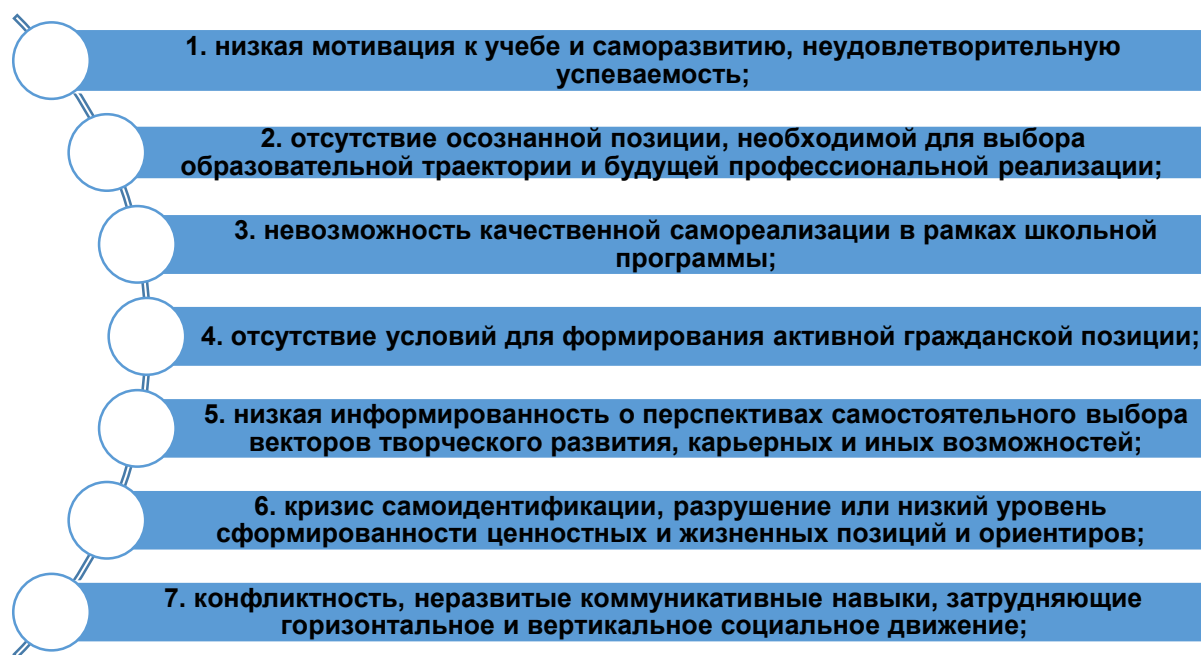 1. низкая мотивация к учебе и саморазвитию, неудовлетворительную
успеваемость;
2. отсутствие осознанной позиции, необходимой для выбора
образовательной траектории и будущей профессиональной реализации;
3. невозможность качественной самореализации в рамках школьной
программы;
4. отсутствие условий для формирования активной гражданской позиции;
5. низкая информированность о перспективах самостоятельного выбора
векторов творческого развития, карьерных и иных возможностей;
6. кризис самоидентификации, разрушение или низкий уровень
сформированности ценностных и жизненных позиций и ориентиров;
7. конфликтность, неразвитые коммуникативные навыки, затрудняющие
горизонтальное и вертикальное социальное движение;